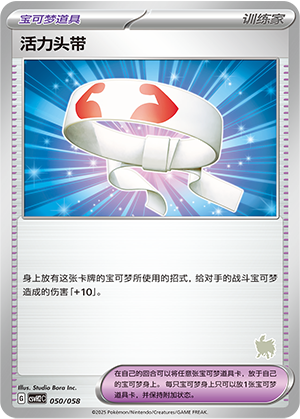 宝可梦道具
训练家
活力头带
身上放有这张卡牌的宝可梦所使用的招式，给对手的战斗宝可梦
造成的伤害「+10」。
Illus. Studio Bora Inc.
G
050/058
在自己的回合可以将任意张宝可梦道具卡，放于自己
的宝可梦身上。每只宝可梦身上只可以放1张宝可梦
道具卡，并保持附加状态。
©2025 Pokémon/Nintendo/Creatures/GAME FREAK.